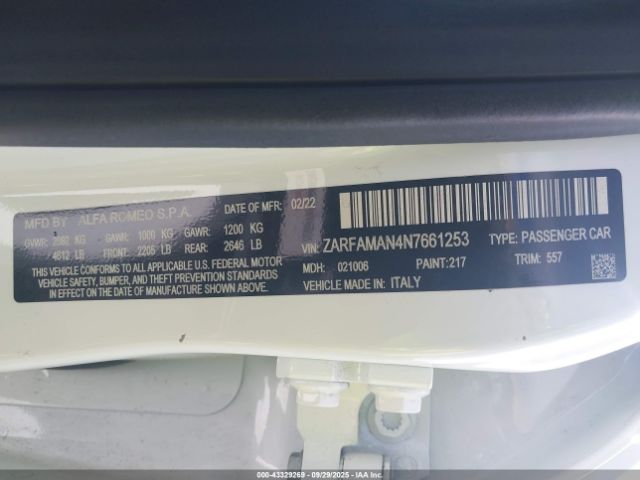 MFD BY ALFA ROMEO S.P.A. DATE OF MFR: 02/22
GVWR: 2092 KG GAWR: 1000 KG GAWR: 1200 KG
4612 LB FRONT: 2205 LB REAR: 2646 LB
THIS VEHICLE CONFORMS TO ALL APPLICABLE U.S. FEDERAL MOTOR
VEHICLE SAFETY, BUMPER, AND THEFT PREVENTION STANDARDS
IN EFFECT ON THE DATE OF MANUFACTURE SHOWN ABOVE.
VIN: ZARFAMAN4N7661253 TYPE: PASSENGER CAR
MDH: 021006 PAINT: 217 TRIM: 557
VEHICLE MADE IN: ITALY
000-43329269 | 09/29/2025 | IAA Inc.